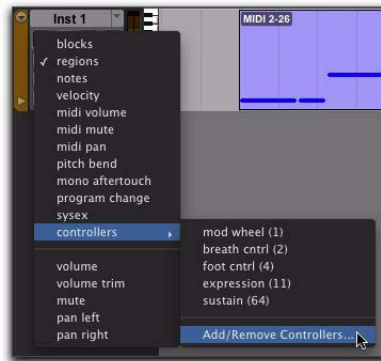 Inst 1
MIDI 2-26
blocks
✓ regions
notes
velocity
midi volume
midi mute
midi pan
pitch bend
mono aftertouch
program change
sysex
controllers
mod wheel (1)
breath cntrl (2)
foot cntrl (4)
expression (11)
sustain (64)
Add/Remove Controllers...
volume
volume trim
mute
pan left
pan right